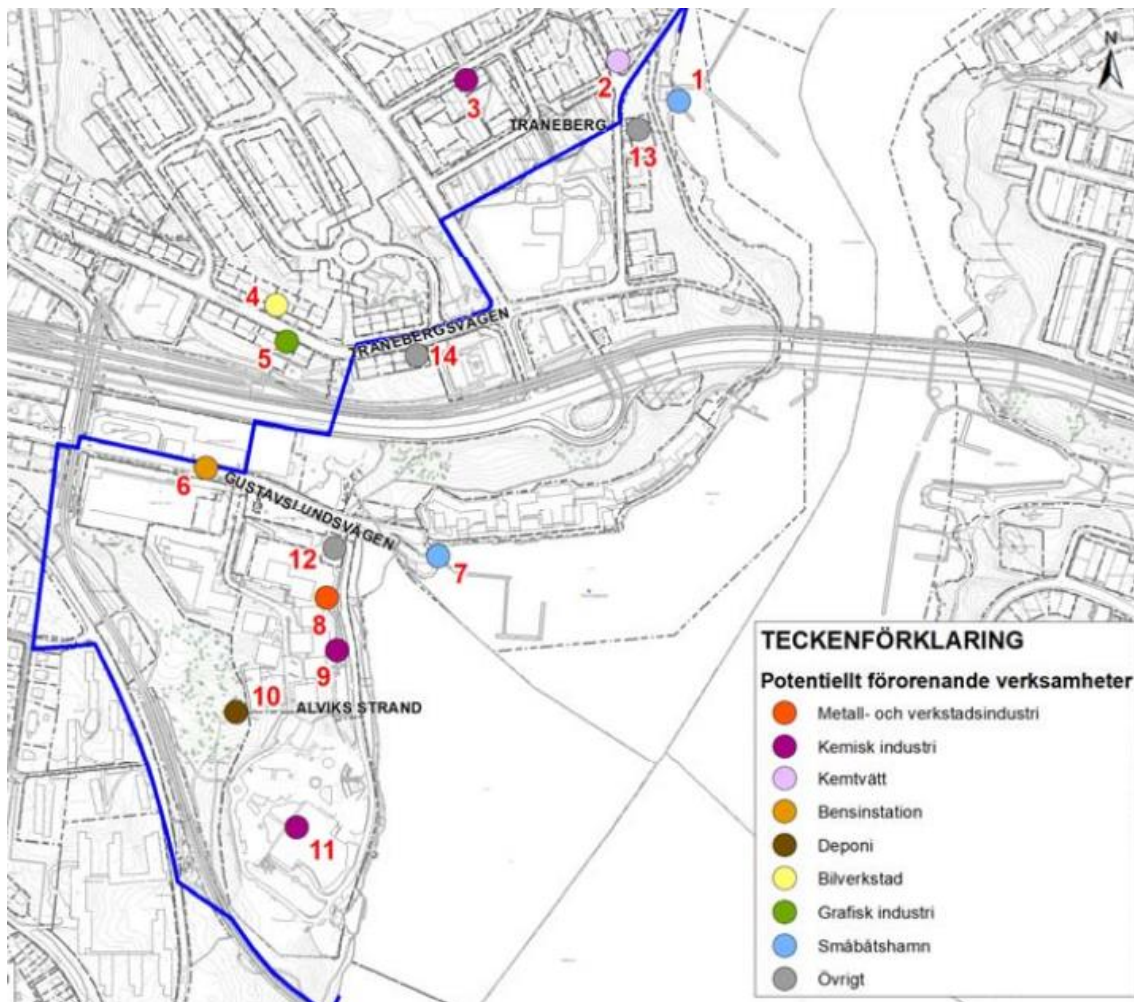 N
1
2
3
TRANEBERG
13
4
5
TRANEBERGSVÄGEN
14
6
GUSTAVSLUNDSVÄGEN
12
7
8
9
10
ALVIKS STRAND
11
TECKENFÖRKLARING
Potentiellt förorenande verksamheter
Metall- och verkstadsindustri
Kemisk industri
Kemtvätt
Bensinstation
Deponi
Bilverkstad
Grafisk industri
Småbåtshamn
Övrigt